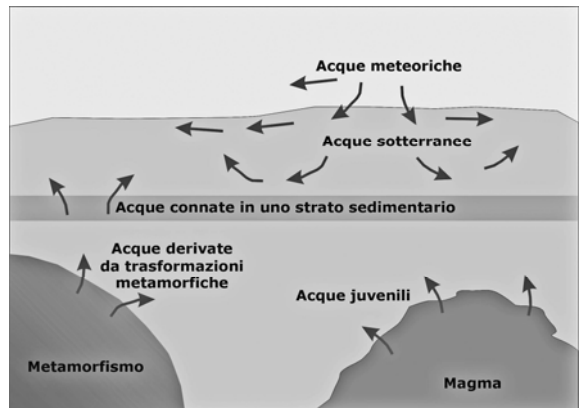 Acque meteoriche
Acque sotterranee
Acque connate in uno strato sedimentario
Acque derivate
da trasformazioni
metamorfiche
Acque juvenili
Metamorfismo
Magma